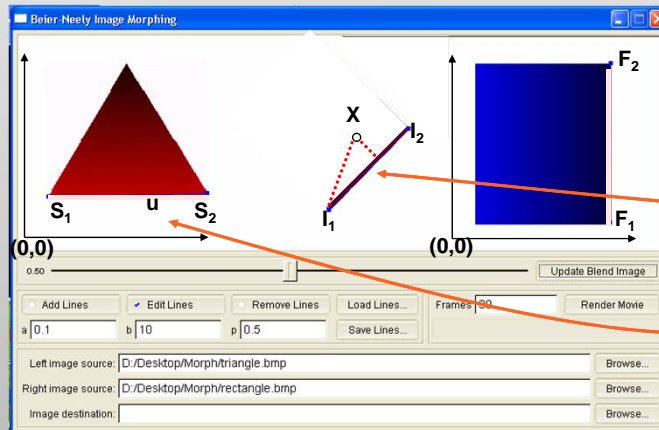 Beier-Neely Image Morphing
F2
X
I2
S1 u S2
I1
F1
(0,0)
(0,0)
0.50
Update Blend Image
Add Lines Edit Lines Remove Lines Load Lines... Frames Render Movie
a 0.1 b 10 p 0.5 Save Lines...
Left image source: D:/Desktop/Morph/triangle.bmp Browse...
Right image source: D:/Desktop/Morph/rectangle.bmp Browse...
Image destination: Browse...